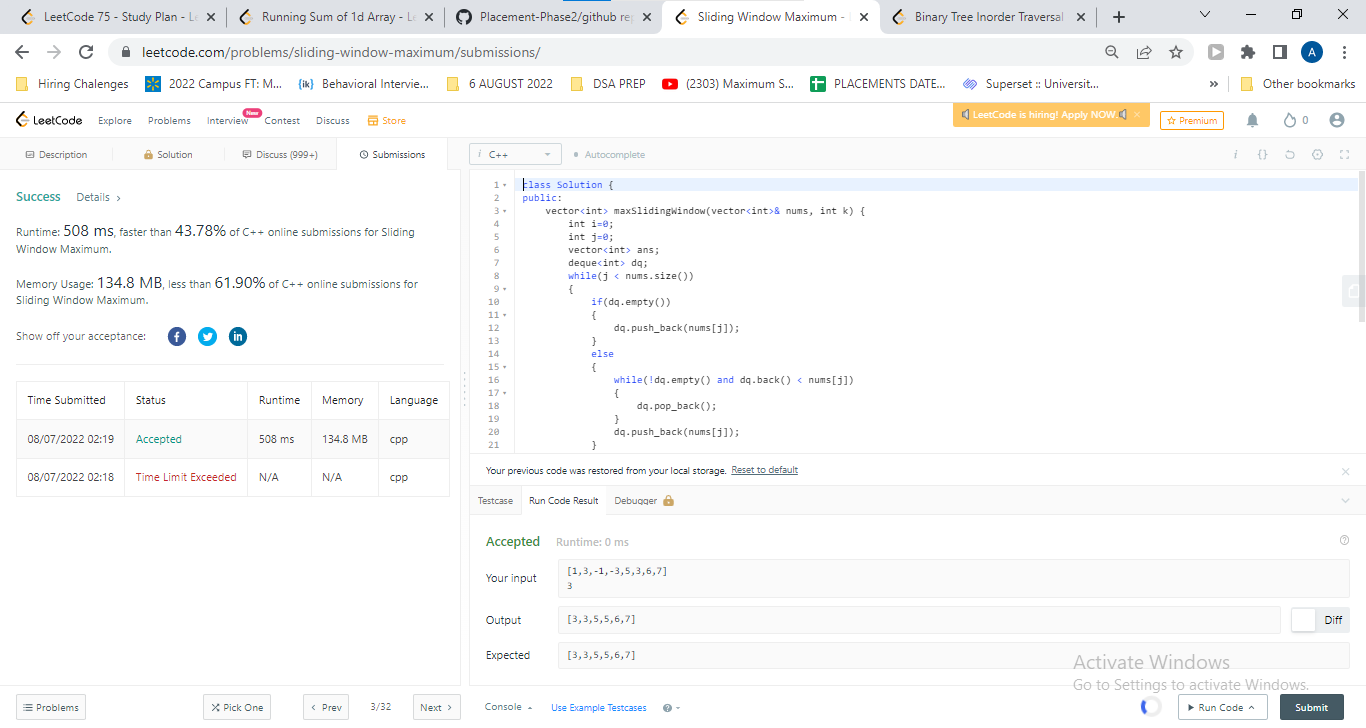 LeetCode 75 - Study Plan - Le
Running Sum of 1d Array - Le
Placement-Phase2/github rep
Sliding Window Maximum -
Binary Tree Inorder Traversal
leetcode.com/problems/sliding-window-maximum/submissions/
A
Hiring Chalenges
2022 Campus FT: M...
{ik} Behavioral Intervie...
6 AUGUST 2022
DSA PREP
(2303) Maximum S...
PLACEMENTS DATE...
Superset :: Universit...
»
Other bookmarks
LeetCode
Explore
Problems
Interview
New
Contest
Discuss
Store
LeetCode is hiring! Apply NOW.
Premium
0
Description
Solution
Discuss (999+)
Submissions
i C++
Autocomplete
i {}
Success Details >
Runtime: 508 ms, faster than 43.78% of C++ online submissions for Sliding
Window Maximum.
Memory Usage: 134.8 MB, less than 61.90% of C++ online submissions for
Sliding Window Maximum.
Show off your acceptance:
Time Submitted Status Runtime Memory Language
08/07/2022 02:19 Accepted 508 ms 134.8 MB cpp
08/07/2022 02:18 Time Limit Exceeded N/A N/A cpp
1 class Solution {
2 public:
3 vector<int> maxSlidingWindow(vector<int>& nums, int k) {
4 int i=0;
5 int j=0;
6 vector<int> ans;
7 deque<int> dq;
8 while(j < nums.size())
9 {
10 if(dq.empty())
11 {
12 dq.push_back(nums[j]);
13 }
14 else
15 {
16 while(!dq.empty() and dq.back() < nums[j])
17 {
18 dq.pop_back();
19 }
20 dq.push_back(nums[j]);
21 }
Your previous code was restored from your local storage. Reset to default
Testcase Run Code Result Debugger
Accepted Runtime: 0 ms
Your input
[1,3,-1,-3,5,3,6,7]
3
Output [3,3,5,5,6,7] Diff
Expected [3,3,5,5,6,7]
Activate Windows
Go to Settings to activate Windows.
Problems
Pick One
< Prev
3/32
Next >
Console
Use Example Testcases
Run Code
Submit